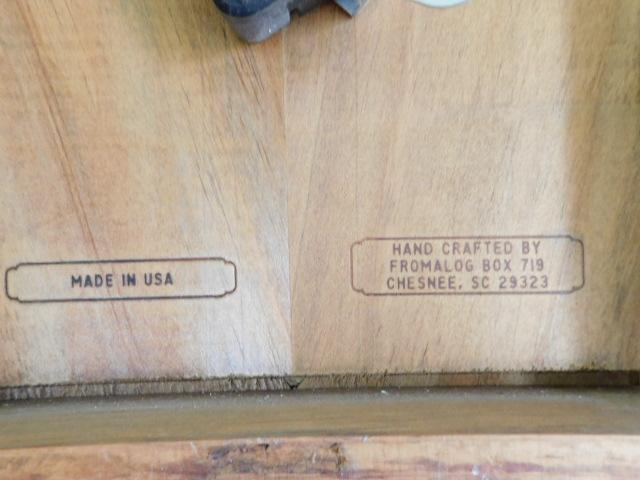 MADE IN USA
HAND CRAFTED BY
FROMALOG BOX 719
CHESNEE, SC 29323